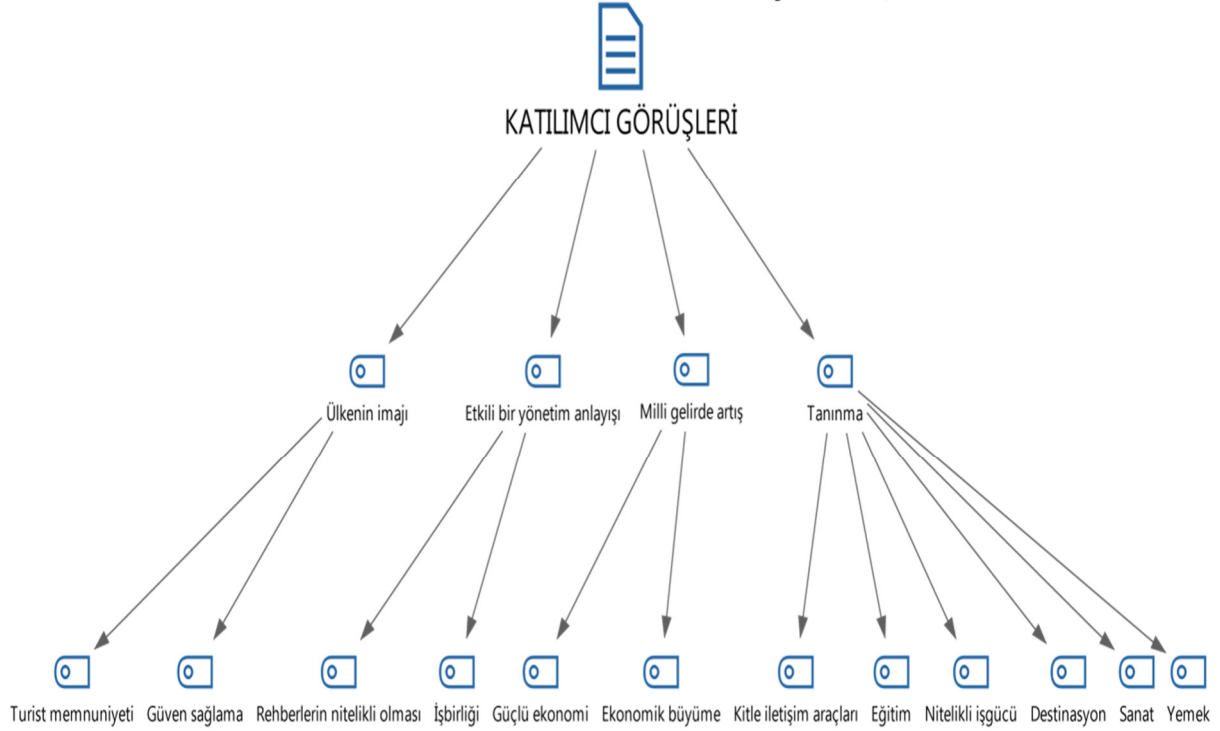 KATILIMCI GÖRÜŞLERİ
Ülkenin imajı
Etkili bir yönetim anlayışı
Milli gelirde artış
Tanınma
Turist memnuniyeti
Güven sağlama
Rehberlerin nitelikli olması
İşbirliği
Güçlü ekonomi
Ekonomik büyüme
Kitle iletişim araçları
Eğitim
Nitelikli işgücü
Destinasyon
Sanat
Yemek